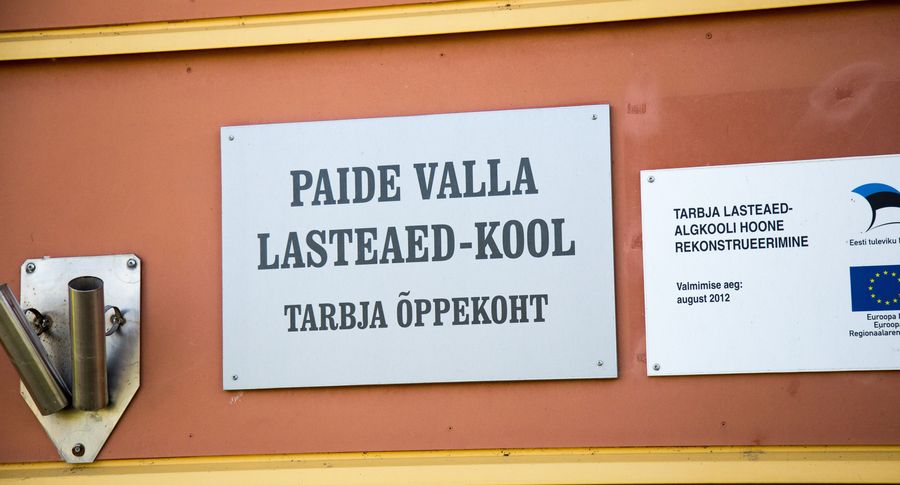 PAIDE VALLA
LASTEAED-KOOL
TARBJA ÕPPEKOHT
TARBJA LASTEAED-
ALGKOOLI HOONE
REKONSTRUEERIMINE
Valmimise aeg:
august 2012
Eesti tuleviku
Euroopa
Euroopa